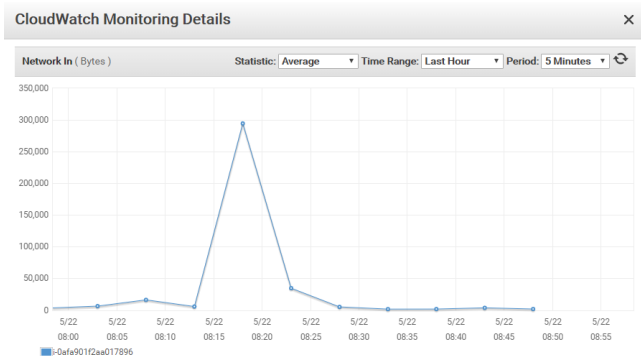 CloudWatch Monitoring Details ×
Network In ( Bytes ) Statistic: Average Time Range: Last Hour Period: 5 Minutes
350,000
300,000
250,000
200,000
150,000
100,000
50,000
0
5/22 5/22 5/22 5/22 5/22 5/22 5/22 5/22 5/22 5/22 5/22 5/22
08:00 08:05 08:10 08:15 08:20 08:25 08:30 08:35 08:40 08:45 08:50 08:55
i-0afa901f2aa017896